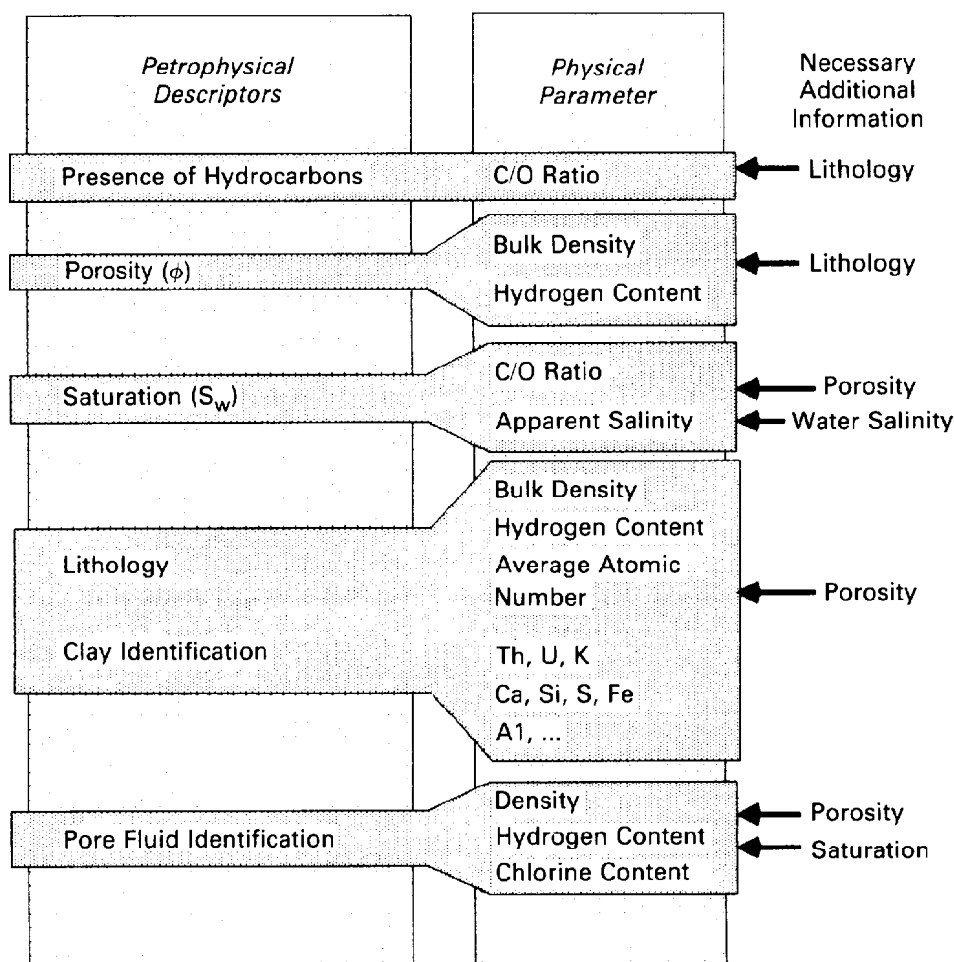 Petrophysical
Descriptors
Physical
Parameter
Necessary
Additional
Information
Presence of Hydrocarbons
C/O Ratio
Lithology
Porosity (ϕ)
Bulk Density
Hydrogen Content
Lithology
Saturation (Sw)
C/O Ratio
Apparent Salinity
Porosity
Water Salinity
Lithology
Clay Identification
Bulk Density
Hydrogen Content
Average Atomic
Number
Th, U, K
Ca, Si, S, Fe
A1, ...
Porosity
Pore Fluid Identification
Density
Hydrogen Content
Chlorine Content
Porosity
Saturation